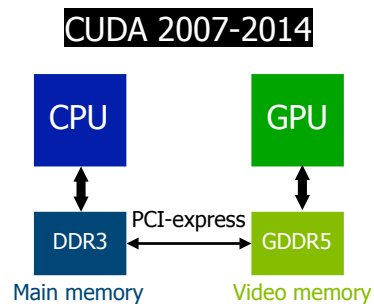 CUDA 2007-2014
CPU
GPU
PCI-express
DDR3
GDDR5
Main memory
Video memory